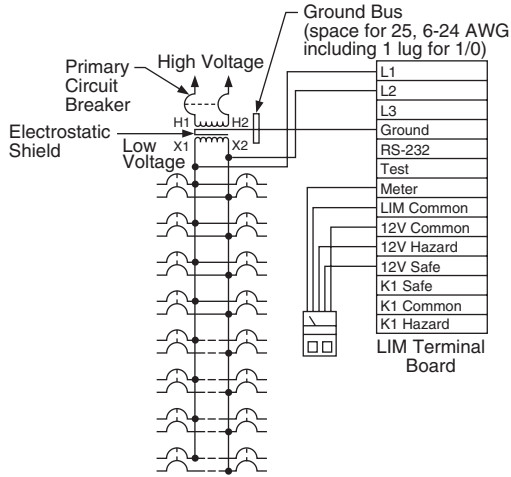 Ground Bus
(space for 25, 6-24 AWG
including 1 lug for 1/0)
Primary
Circuit
Breaker
High Voltage
H1
H2
Electrostatic
Shield
Low
Voltage
X1
X2
L1
L2
L3
Ground
RS-232
Test
Meter
LIM Common
12V Common
12V Hazard
12V Safe
K1 Safe
K1 Common
K1 Hazard
LIM Terminal
Board